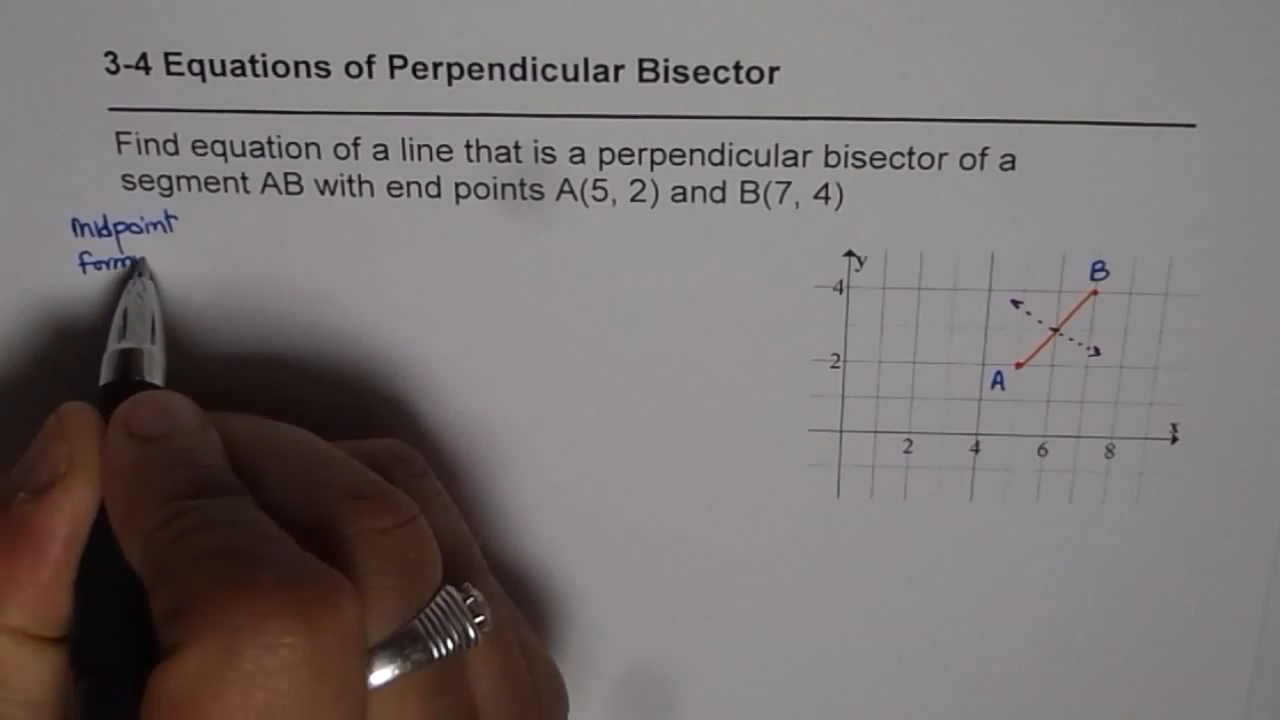 3-4 Equations of Perpendicular Bisector
Find equation of a line that is a perpendicular bisector of a
segment AB with end points A(5, 2) and B(7, 4)
Midpoint
form
y
4
B
2
A
x
2 4 6 8